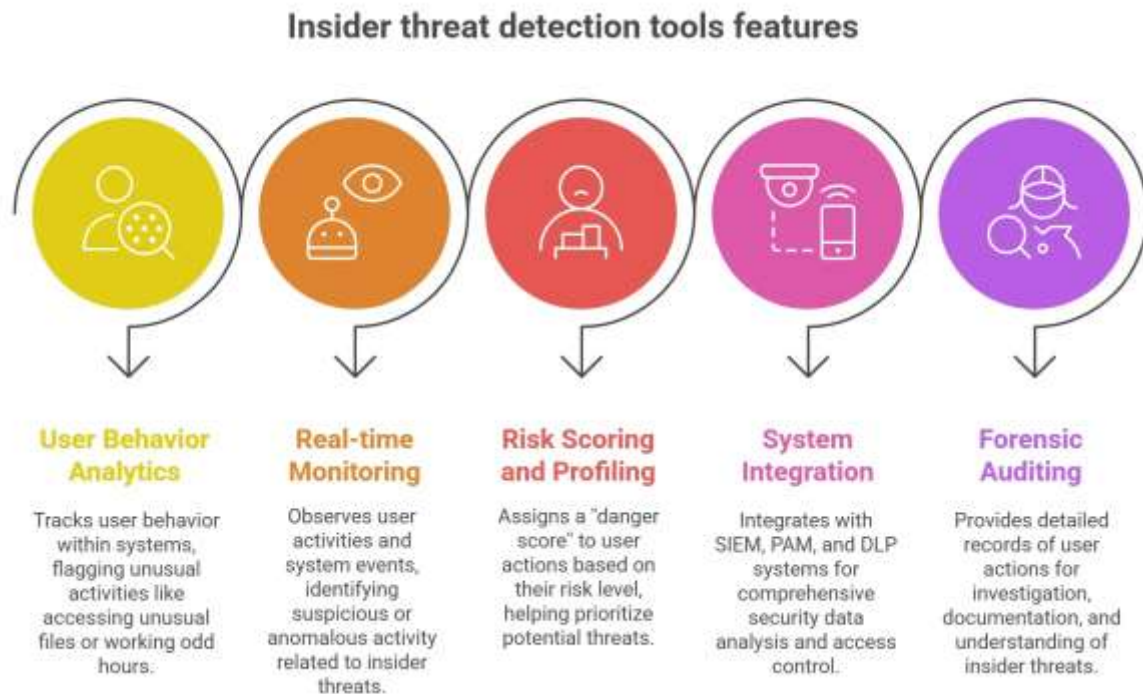 Insider threat detection tools features
User Behavior
Analytics
Tracks user behavior
within systems,
flagging unusual
activities like
accessing unusual
files or working odd
hours.
Real-time
Monitoring
Observes user
activities and
system events,
identifying
suspicious or
anomalous activity
related to insider
threats.
Risk Scoring
and Profiling
Assigns a "danger
score" to user
actions based on
their risk level,
helping prioritize
potential threats.
System
Integration
Integrates with
SIEM, PAM, and DLP
systems for
comprehensive
security data
analysis and access
control.
Forensic
Auditing
Provides detailed
records of user
actions for
investigation,
documentation, and
understanding of
insider threats.